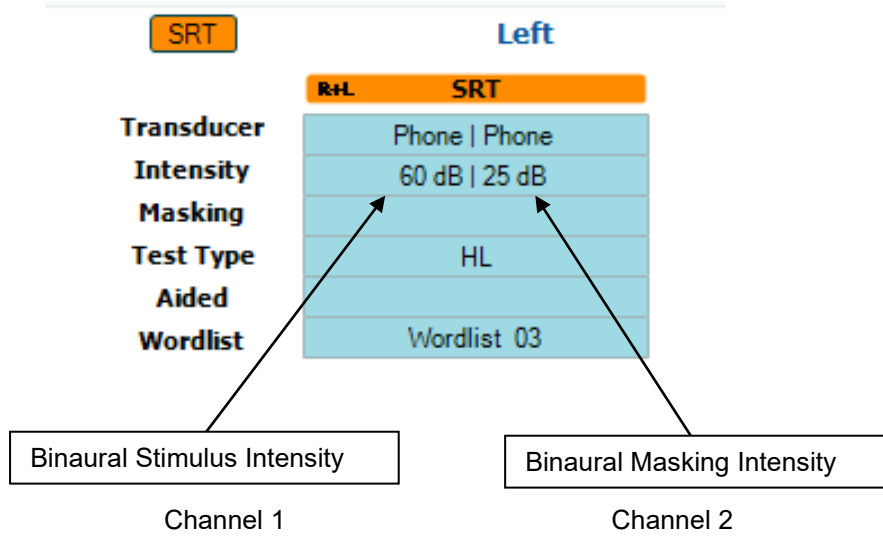 SRT Left
R+L SRT
Transducer Phone | Phone
Intensity 60 dB | 25 dB
Masking
Test Type HL
Aided
Wordlist Wordlist 03
Binaural Stimulus Intensity Binaural Masking Intensity
Channel 1 Channel 2